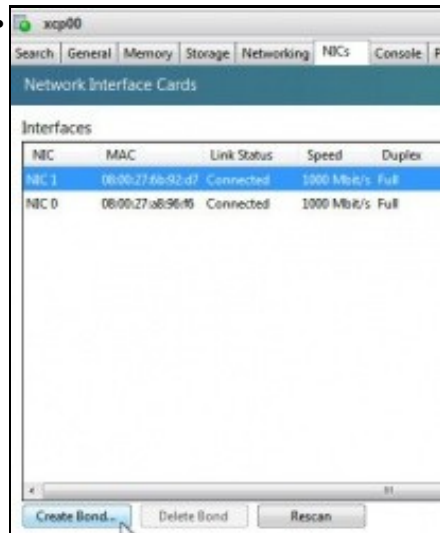 xcp00
Search General Memory Storage Networking NICs Console
Network Interface Cards
Interfaces
NIC MAC Link Status Speed Duplex
NIC 1 08:00:27:6b:92:d7 Connected 1000 Mbit/s Full
NIC 0 08:00:27:a8:96:f6 Connected 1000 Mbit/s Full
Create Bond... Delete Bond Rescan